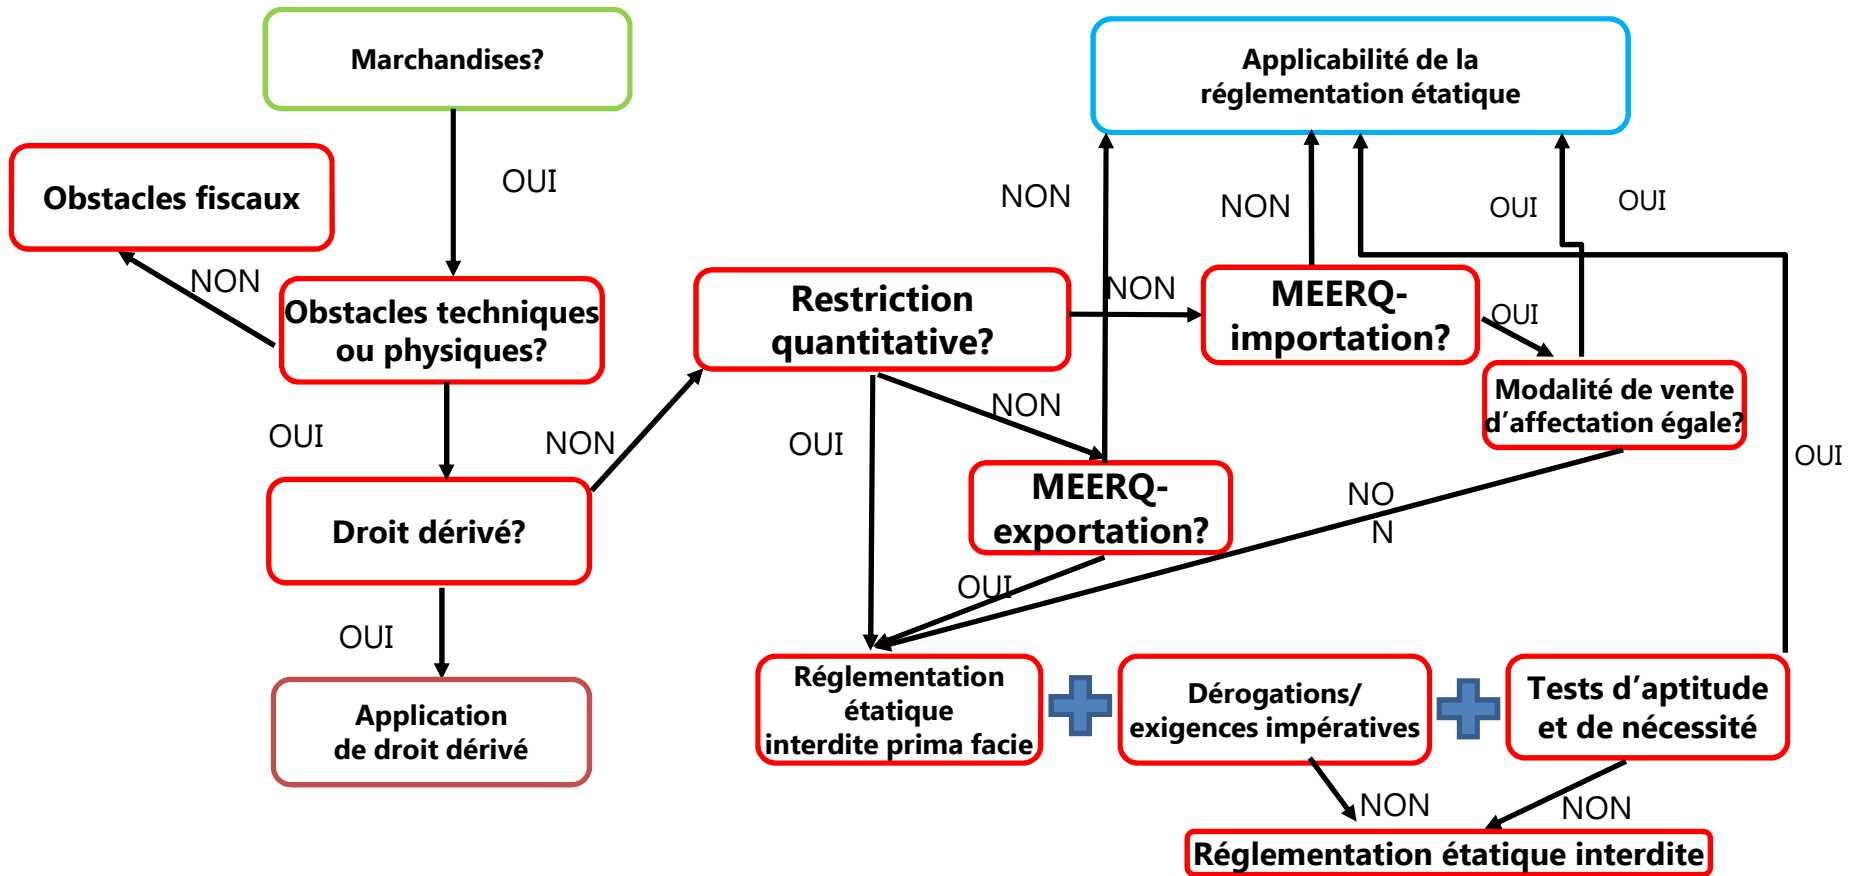 Marchandises?
Applicabilité de la
réglementation étatique
OUI
Obstacles fiscaux
NON
NON
NON
OUI
OUI
Obstacles techniques
ou physiques?
Restriction
quantitative?
NON
MEERQ-
importation?
OUI
Modalité de vente
d’affectation égale?
OUI
NON
OUI
NON
OUI
Droit dérivé?
MEERQ-
exportation?
NO
N
OUI
OUI
Application
de droit dérivé
Réglementation
étatique
interdite prima facie
Dérogations/
exigences impératives
Tests d’aptitude
et de nécessité
NON
NON
Réglementation étatique interdite